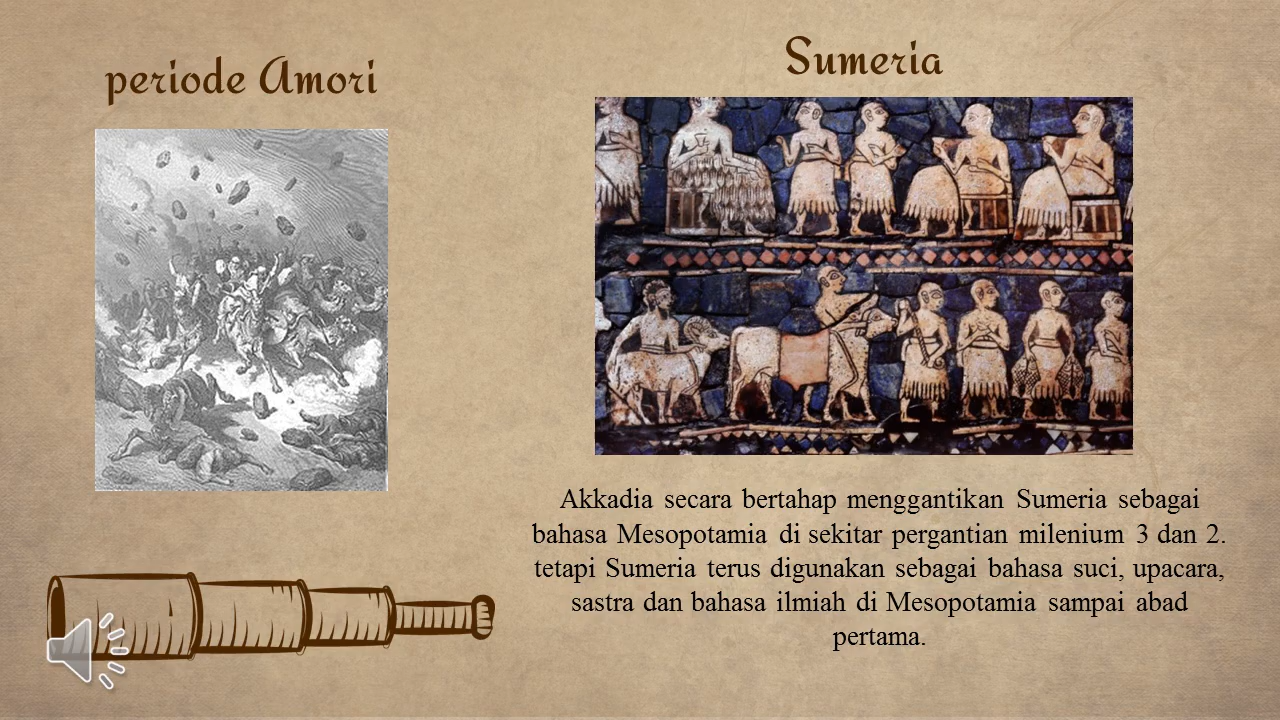 periode Amori
Sumeria
Akkadia secara bertahap menggantikan Sumeria sebagai
bahasa Mesopotamia di sekitar pergantian milenium 3 dan 2.
tetapi Sumeria terus digunakan sebagai bahasa suci, upacara,
sastra dan bahasa ilmiah di Mesopotamia sampai abad
pertama.